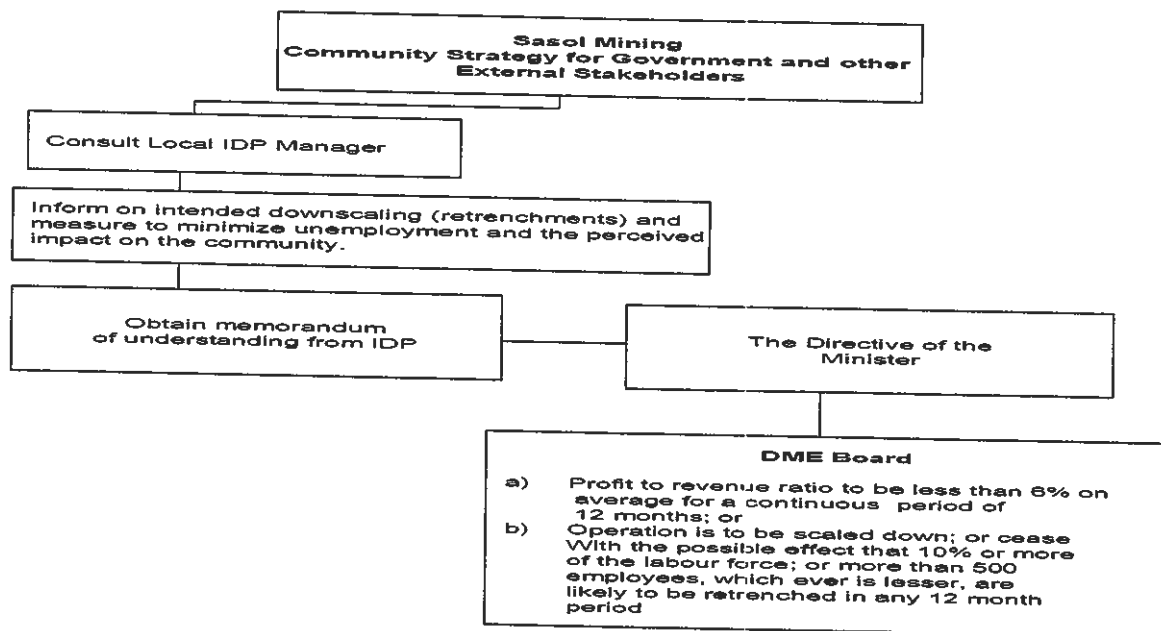 Sasol Mining
Community Strategy for Government and other
External Stakeholders
Consult Local IDP Manager
Inform on intended downscaling (retrenchments) and
measure to minimize unemployment and the perceived
impact on the community.
Obtain memorandum
of understanding from IDP
The Directive of the
Minister
DME Board
a) Profit to revenue ratio to be less than 6% on
average for a continuous period of
12 months; or
b) Operation is to be scaled down; or cease
With the possible effect that 10% or more
of the labour force; or more than 500
employees, which ever is lesser, are
likely to be retrenched in any 12 month
period